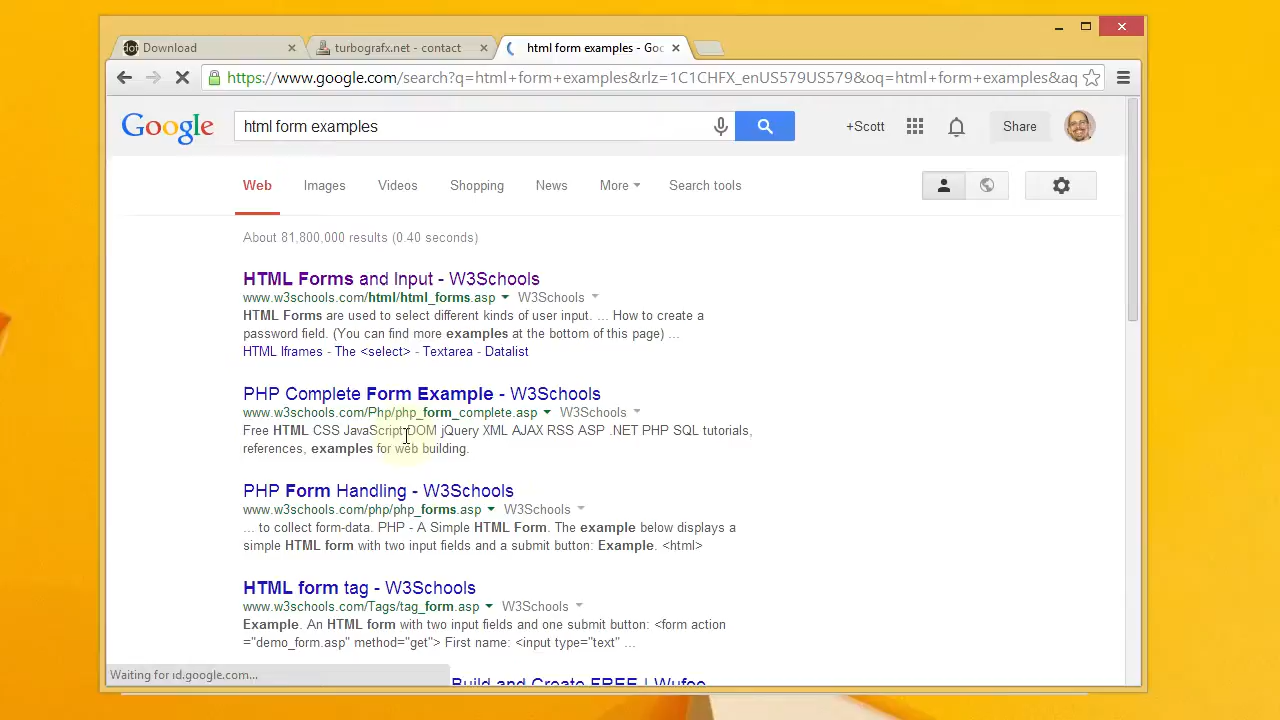 Download
turbografx.net - contact
html form examples - Goo
https://www.google.com/search?q=html+form+examples&rlz=1C1CHFX_enUS579US579&oq=html+form+examples&aq
Google
html form examples
+Scott
Share
Web
Images
Videos
Shopping
News
More
Search tools
About 81,800,000 results (0.40 seconds)
HTML Forms and Input - W3Schools
www.w3schools.com/html/html_forms.asp
W3Schools
HTML Forms are used to select different kinds of user input. ... How to create a
password field. (You can find more examples at the bottom of this page) ...
HTML Iframes - The <select> - Textarea - Datalist
PHP Complete Form Example - W3Schools
www.w3schools.com/Php/php_form_complete.asp
W3Schools
Free HTML CSS JavaScript DOM jQuery XML AJAX RSS ASP .NET PHP SQL tutorials,
references, examples for web building.
PHP Form Handling - W3Schools
www.w3schools.com/php/php_forms.asp
W3Schools
... to collect form-data. PHP - A Simple HTML Form. The example below displays a
simple HTML form with two input fields and a submit button: Example. <html>
HTML form tag - W3Schools
www.w3schools.com/Tags/tag_form.asp
W3Schools
Example. An HTML form with two input fields and one submit button: <form action
="demo_form.asp" method="get"> First name: <input type="text" ...
Build and Create FREE | Wufoo
Waiting for id.google.com...